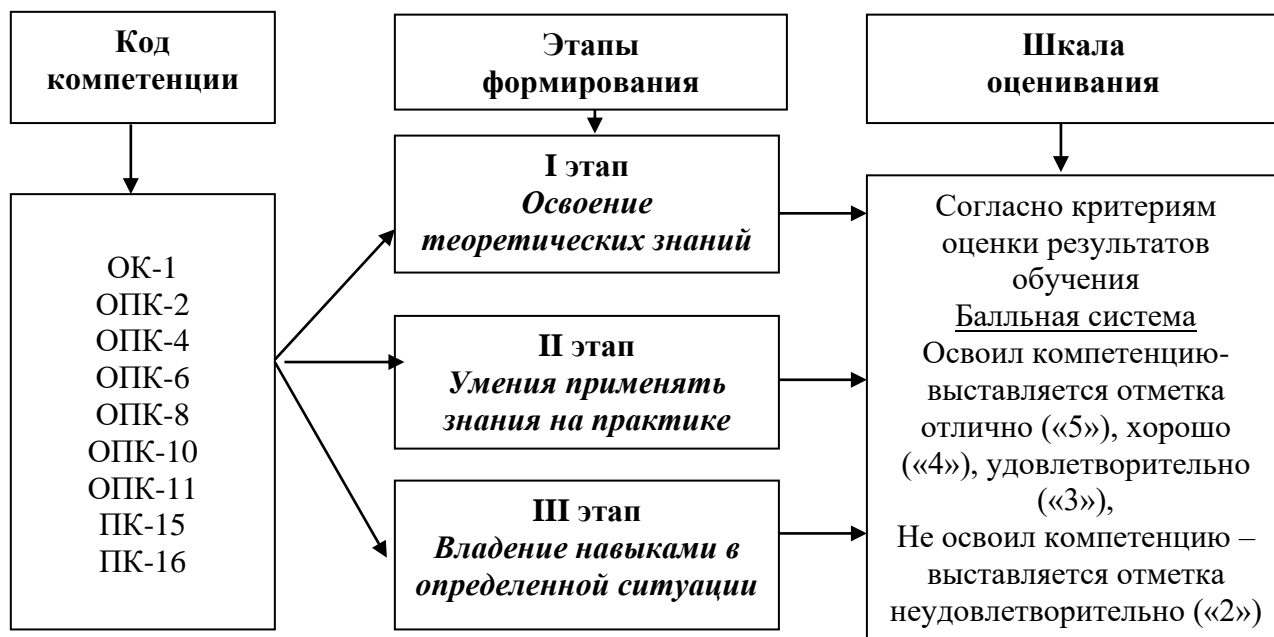 Код
компетенции
Этапы
формирования
Шкала
оценивания
ОК-1
ОПК-2
ОПК-4
ОПК-6
ОПК-8
ОПК-10
ОПК-11
ПК-15
ПК-16
I этап
Освоение
теоретических знаний
II этап
Умения применять
знания на практике
III этап
Владение навыками в
определенной ситуации
Согласно критериям
оценки результатов
обучения
Балльная система
Освоил компетенцию-
выставляется отметка
отлично («5»), хорошо
(«4»), удовлетворительно
(«3»),
Не освоил компетенцию –
выставляется отметка
неудовлетворительно («2»)